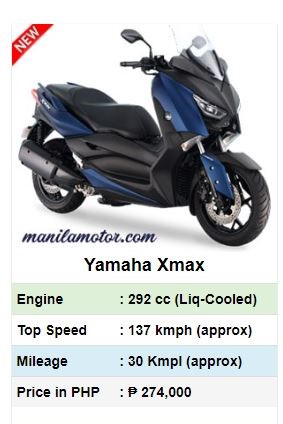 NEW
manilamotor.com
Yamaha Xmax
Engine : 292 cc (Liq-Cooled)
Top Speed : 137 kmph (approx)
Mileage : 30 Kmpl (approx)
Price in PHP : ₱ 274,000